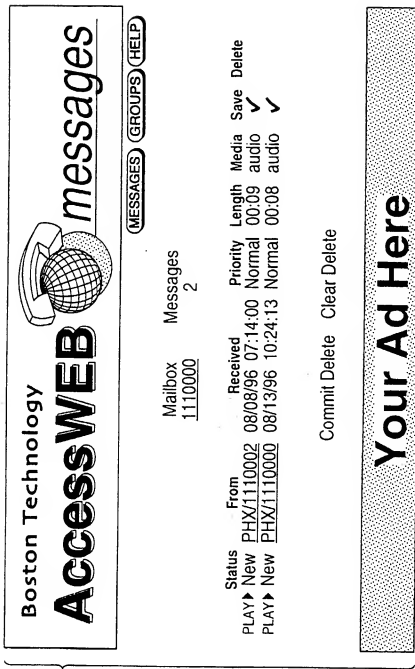 Boston Technology
AccessWEB messages
MESSAGES GROUPS HELP
Mailbox Messages
1110000 2
Status From Received Priority Length Media Save Delete
PLAY▶ New PHX/1110002 08/08/96 07:14:00 Normal 00:09 audio ✓
PLAY▶ New PHX/1110000 08/13/96 10:24:13 Normal 00:08 audio ✓
Commit Delete Clear Delete
Your Ad Here